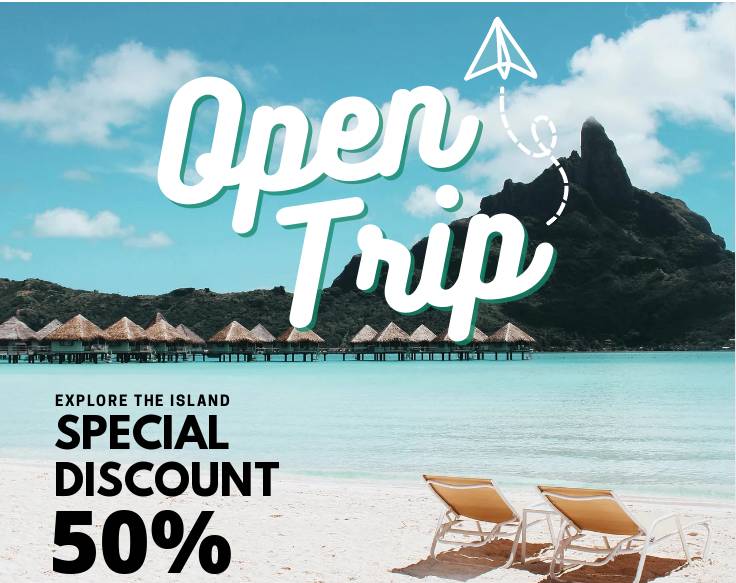 Open
Trip
EXPLORE THE ISLAND
SPECIAL
DISCOUNT
50%